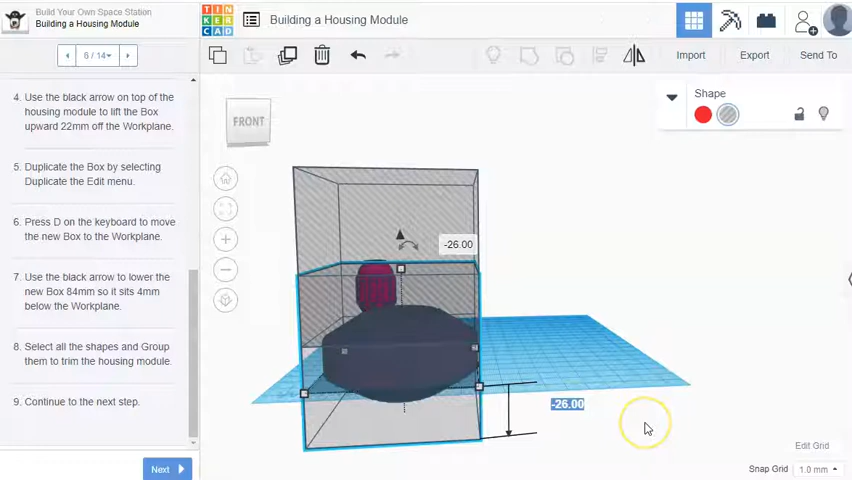 Build Your Own Space Station
Building a Housing Module
6 / 14
4. Use the black arrow on top of the
housing module to lift the Box
upward 22mm off the Workplane.
5. Duplicate the Box by selecting
Duplicate the Edit menu.
6. Press D on the keyboard to move
the new Box to the Workplane.
7. Use the black arrow to lower the
new Box 84mm so it sits 4mm
below the Workplane.
8. Select all the shapes and Group
them to trim the housing module.
9. Continue to the next step.
Next
TIN
KER
CAD
Building a Housing Module
Import
Export
Send To
FRONT
Shape
-26.00
-26.00
Edit Grid
Snap Grid
1.0 mm